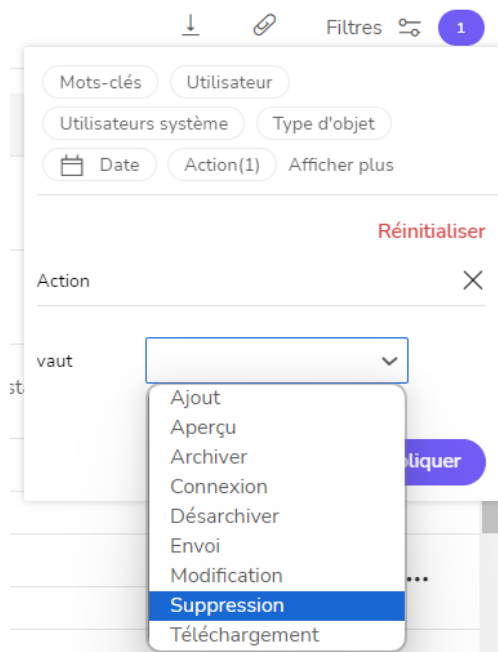 Filtres 1
Mots-clés Utilisateur
Utilisateurs système Type d'objet
Date Action(1) Afficher plus
Réinitialiser
Action
vaut
Ajout
Aperçu
Archiver
Connexion
Désarchiver
Envoi
Modification
Suppression
Téléchargement